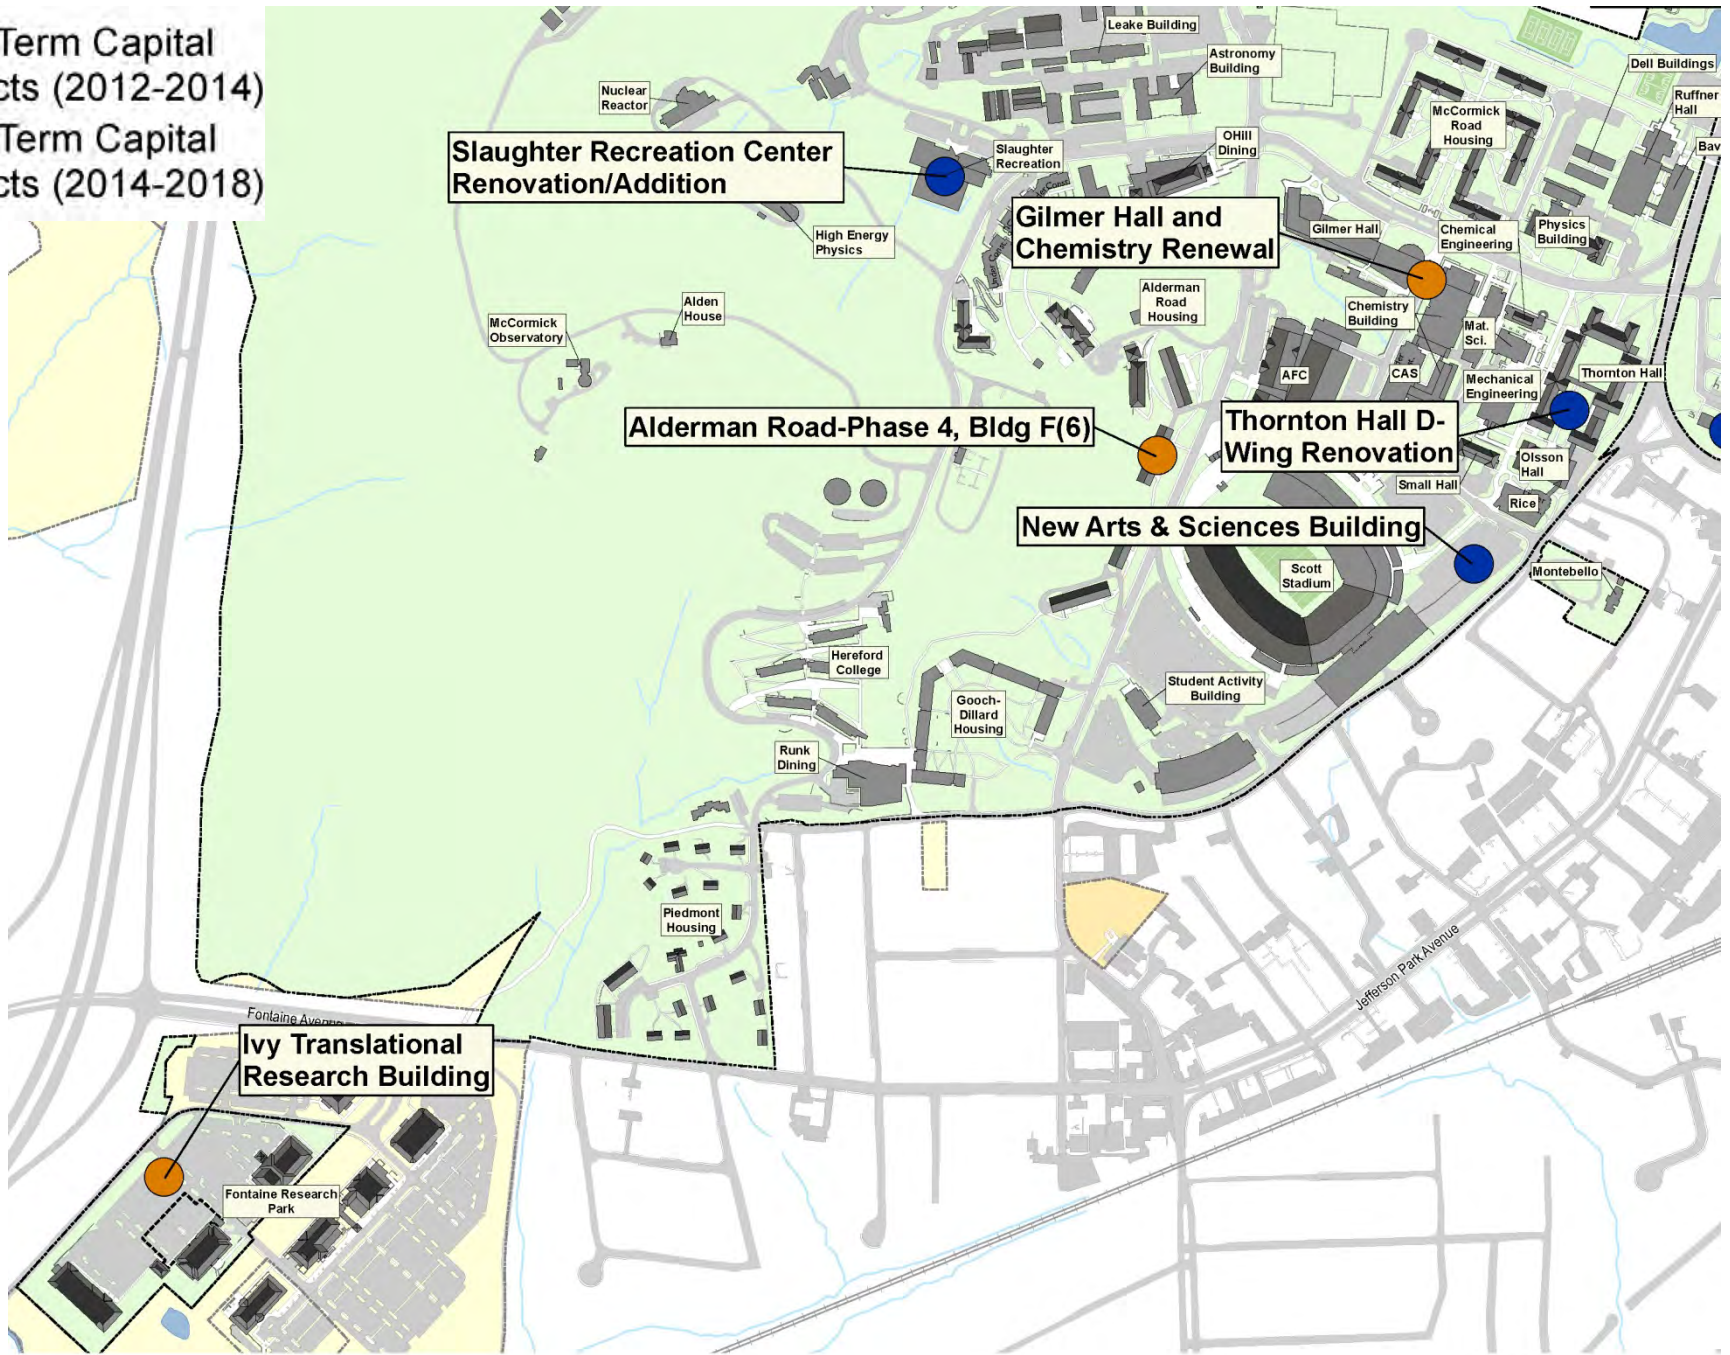 Term Capital
cts (2012-2014)
Term Capital
cts (2014-2018)
Leake Building
Astronomy
Building
Dell Buildings
Nuclear
Reactor
Ruffner
Hall
McCormick
Road
Housing
Bav
Slaughter Recreation Center
Renovation/Addition
Slaughter
Recreation
OHill
Dining
Gilmer Hall and
Chemistry Renewal
Gilmer Hall
Chemical
Engineering
Physics
Building
High Energy
Physics
Alderman
Road
Housing
Alden
House
Chemistry
Building
McCormick
Observatory
Mat.
Sci.
AFC
CAS
Mechanical
Engineering
Thornton Hall
Alderman Road-Phase 4, Bldg F(6)
Thornton Hall D-
Wing Renovation
Olsson
Hall
Small Hall
Rice
New Arts & Sciences Building
Scott
Stadium
Montebello
Hereford
College
Student Activity
Building
Gooch-
Dillard
Housing
Runk
Dining
Piedmont
Housing
Jefferson Park Avenue
Fontaine Avenue
Ivy Translational
Research Building
Fontaine Research
Park